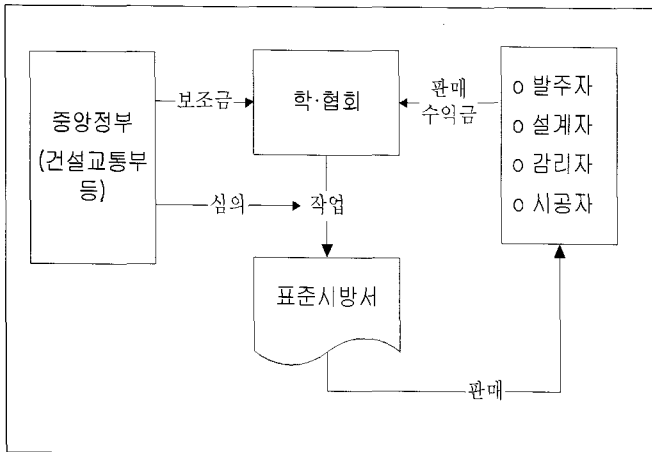 중앙정부
(건설교통부
등)
보조금
심의
학·협회
작업
표준시방서
판매
수익금
o 발주자
o 설계자
o 감리자
o 시공자
판매